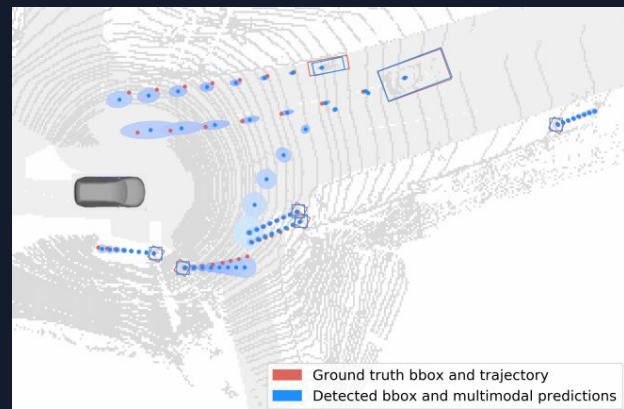 Ground truth bbox and trajectory
Detected bbox and multimodal predictions